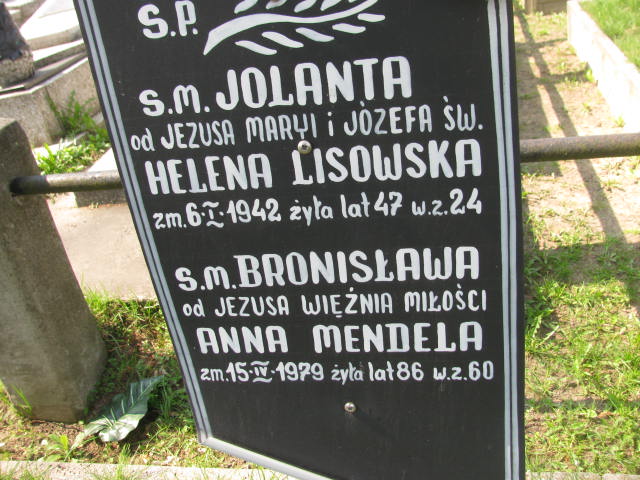 Ś.P.
S.M. JOLANTA
od JEZUSA MARYI i JÓZEFA ŚW.
HELENA LISOWSKA
zm. 6·I·1942 żyła lat 47 w.z. 24
S.M. BRONISŁAWA
od JEZUSA WIĘŹNIA MIŁOŚCI
ANNA MENDELA
zm. 15·IV·1979 żyła lat 86 w.z. 60